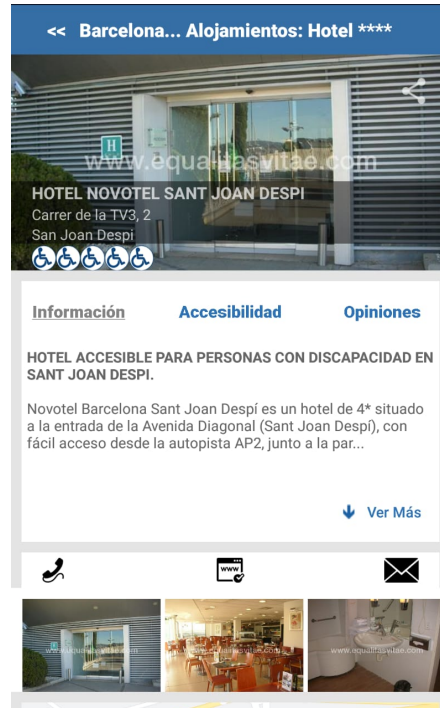 << Barcelona... Alojamientos: Hotel ****
H
www.equalitasvitae.com
HOTEL NOVOTEL SANT JOAN DESPI
Carrer de la TV3, 2
San Joan Despi
Información Accesibilidad Opiniones
HOTEL ACCESIBLE PARA PERSONAS CON DISCAPACIDAD EN
SANT JOAN DESPI.
Novotel Barcelona Sant Joan Despí es un hotel de 4* situado
a la entrada de la Avenida Diagonal (Sant Joan Despí), con
fácil acceso desde la autopista AP2, junto a la par...
Ver Más
www
www.equalitasvitae.com www.equalitasvitae.com www.equalitasvitae.com